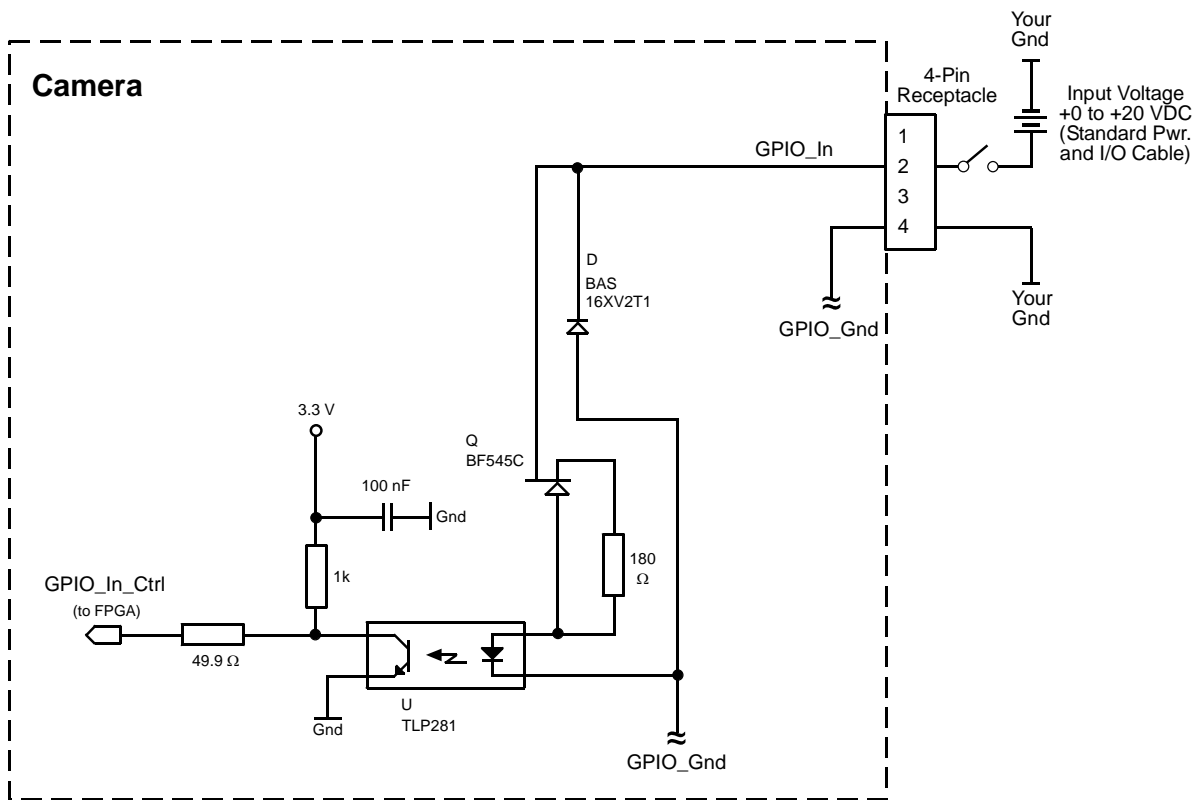 Camera
Your
Gnd
4-Pin
Receptacle
Input Voltage
+0 to +20 VDC
(Standard Pwr.
and I/O Cable)
1
2
3
4
GPIO_In
D
BAS
16XV2T1
GPIO_Gnd
Your
Gnd
3.3 V
Q
BF545C
100 nF
Gnd
1k
180
Ω
GPIO_In_Ctrl
(to FPGA)
49.9 Ω
Gnd
U
TLP281
GPIO_Gnd